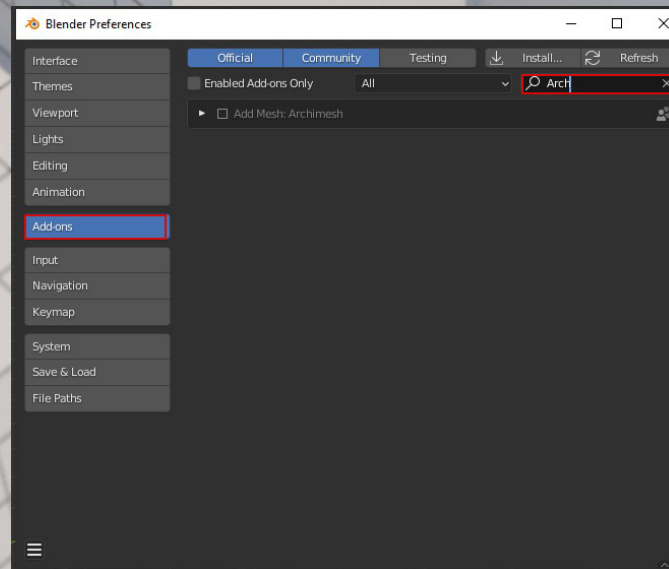 Blender Preferences
Interface
Themes
Viewport
Lights
Editing
Animation
Add-ons
Input
Navigation
Keymap
System
Save & Load
File Paths
Official Community Testing Install... Refresh
Enabled Add-ons Only All Arch
Add Mesh: Archimesh